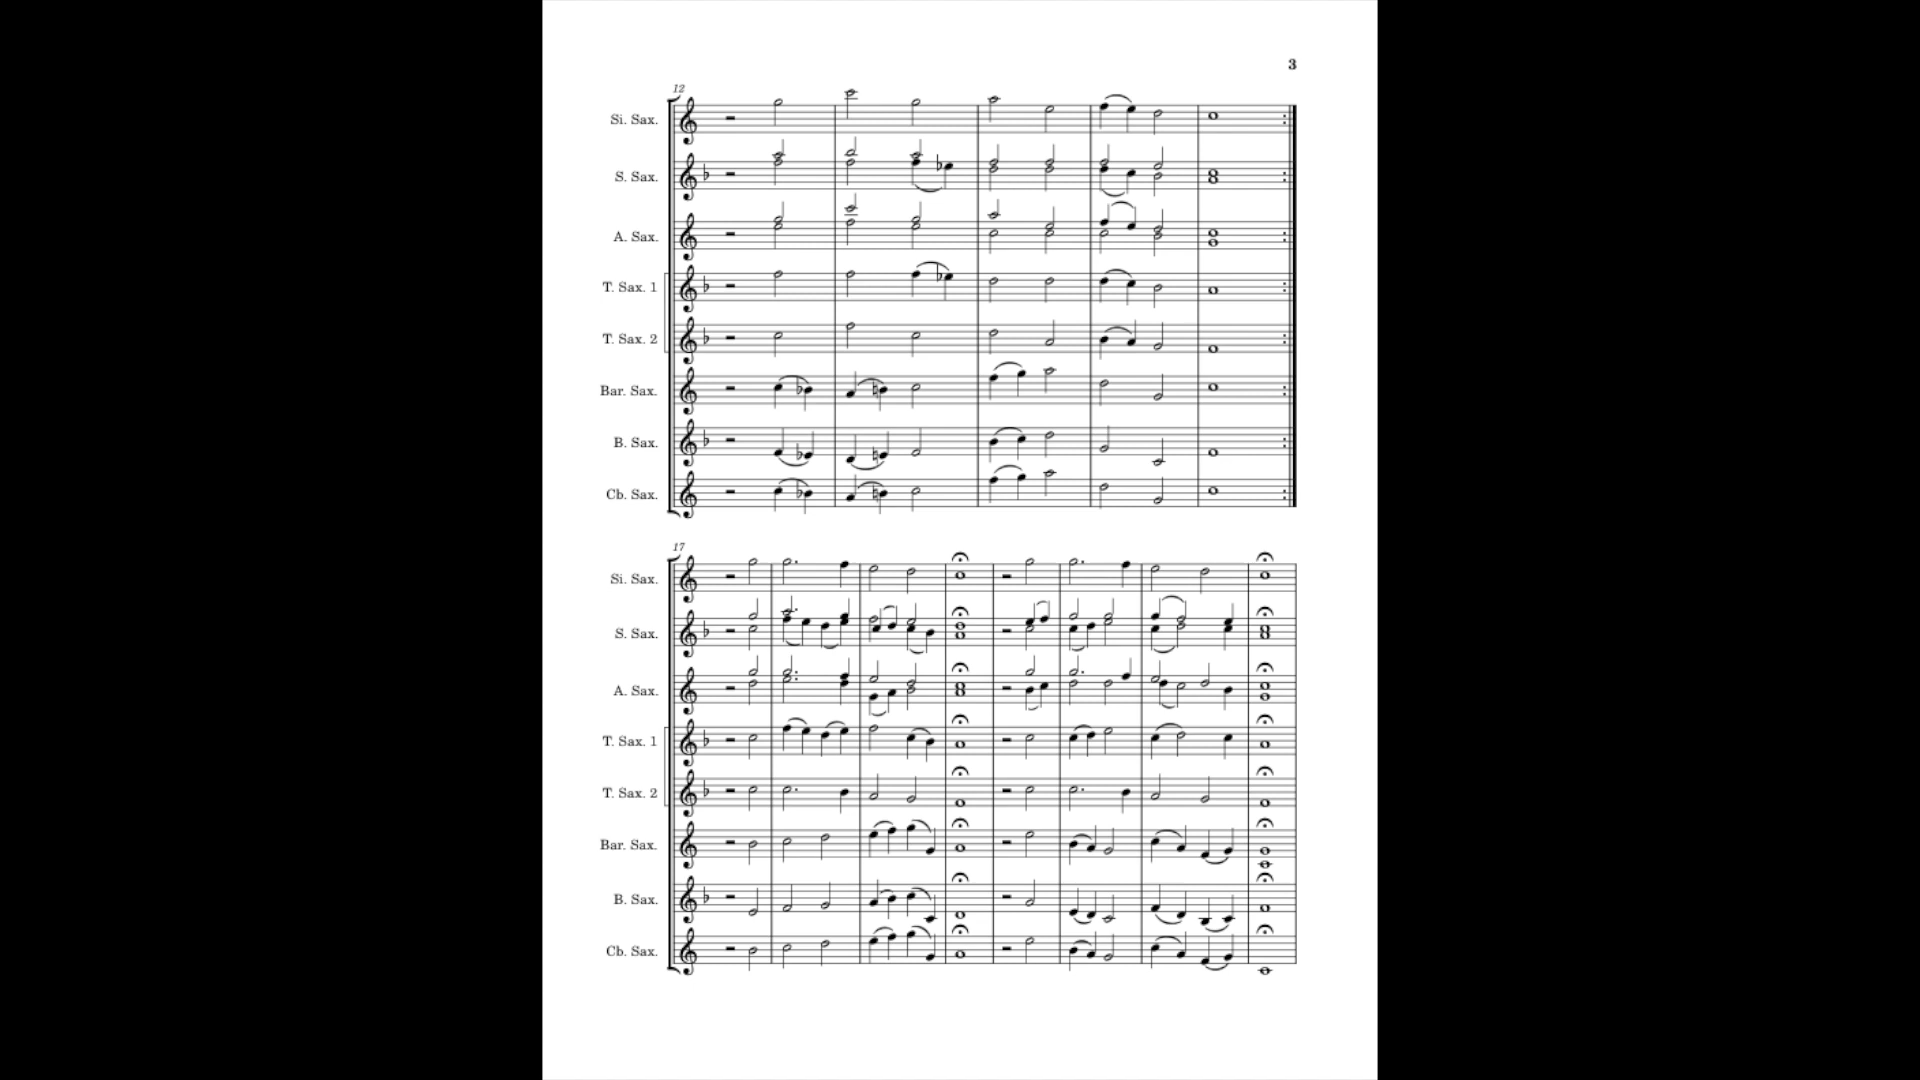 3
12
Si. Sax.
S. Sax.
A. Sax.
T. Sax. 1
T. Sax. 2
Bar. Sax.
B. Sax.
Cb. Sax.
17
Si. Sax.
S. Sax.
A. Sax.
T. Sax. 1
T. Sax. 2
Bar. Sax.
B. Sax.
Cb. Sax.